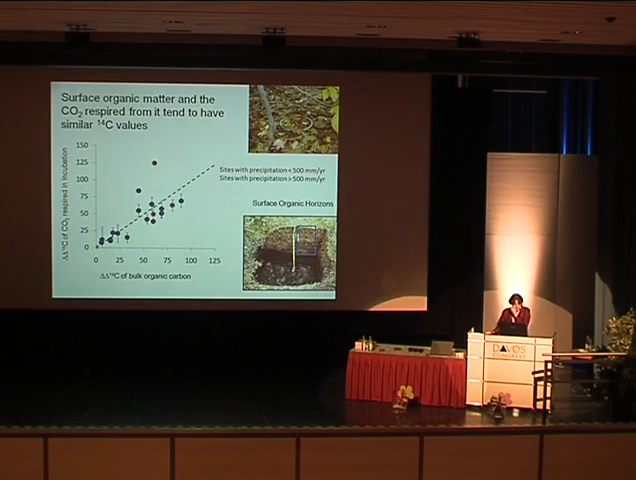 Surface organic matter and the
CO2 respired from it tend to have
similar 14C values
150
125
100
75
50
25
0
ΔΔ14C of CO2 respired in incubation
0 25 50 75 100 125
ΔΔ14C of bulk organic carbon
Sites with precipitation < 500 mm/yr
Sites with precipitation > 500 mm/yr
Surface Organic Horizons
DAVOS
CONGRESS